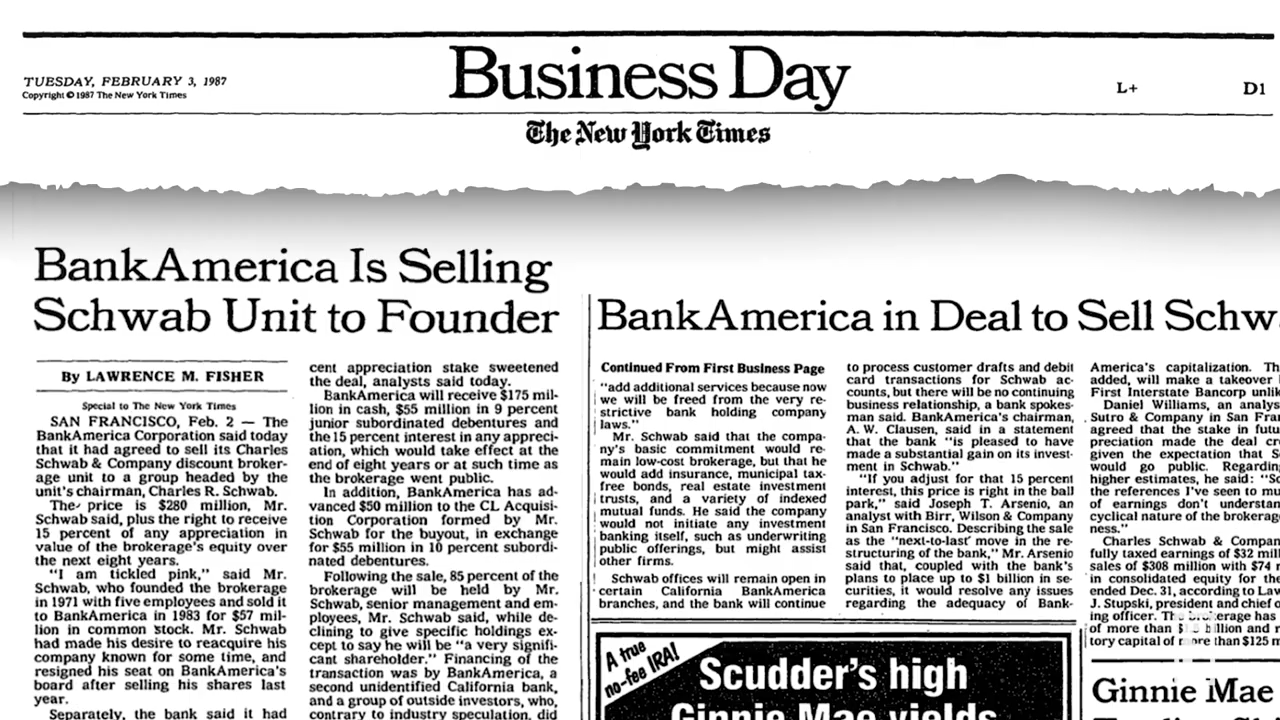 TUESDAY, FEBRUARY 3, 1987
Copyright © 1987 The New York Times
Business Day
L+
D1
The New York Times
BankAmerica Is Selling
Schwab Unit to Founder
By LAWRENCE M. FISHER
Special to The New York Times
SAN FRANCISCO, Feb. 2 — The
BankAmerica Corporation said today
that it had agreed to sell its Charles
Schwab & Company discount broker-
age unit to a group headed by the
unit's chairman, Charles R. Schwab.
The price is $280 million, Mr.
Schwab said, plus the right to receive
15 percent of any appreciation in
value of the brokerage's equity over
the next eight years.
"I am tickled pink," said Mr.
Schwab, who founded the brokerage
in 1971 with five employees and sold it
to BankAmerica in 1983 for $57 mil-
lion in common stock. Mr. Schwab
had made his desire to reacquire his
company known for some time, and
resigned his seat on BankAmerica's
board after selling his shares last
year.
Separately, the bank said it had
cent appreciation stake sweetened
the deal, analysts said today.
BankAmerica will receive $175 mil-
lion in cash, $55 million in 9 percent
junior subordinated debentures and
the 15 percent interest in any appreci-
ation, which would take effect at the
end of eight years or at such time as
the brokerage went public.
In addition, BankAmerica has ad-
vanced $50 million to the CL Acquisi-
tion Corporation formed by Mr.
Schwab for the buyout, in exchange
for $55 million in 10 percent subordi-
nated debentures.
Following the sale, 85 percent of the
brokerage will be held by Mr.
Schwab, senior management and em-
ployees, Mr. Schwab said, while de-
clining to give specific holdings ex-
cept to say he will be "a very signifi-
cant shareholder." Financing of the
transaction was by BankAmerica, a
second unidentified California bank,
and a group of outside investors, who,
contrary to industry speculation, did
BankAmerica in Deal to Sell Schw
Continued From First Business Page
"add additional services because now
we will be freed from the very re-
strictive bank holding company
laws."
Mr. Schwab said that the compa-
ny's basic commitment would re-
main low-cost brokerage, but that he
would add insurance, municipal tax-
free bonds, real estate investment
trusts, and a variety of indexed
mutual funds. He said the company
would not initiate any investment
banking itself, such as underwriting
public offerings, but might assist
other firms.
Schwab offices will remain open in
certain California BankAmerica
branches, and the bank will continue
to process customer drafts and debit
card transactions for Schwab ac-
counts, but there will be no continuing
business relationship, a bank spokes-
man said. BankAmerica's chairman,
A. W. Clausen, said in a statement
that the bank "is pleased to have
made a substantial gain on its invest-
ment in Schwab."
"If you adjust for that 15 percent
interest, this price is right in the ball
park," said Joseph T. Arsenio, an
analyst with Birr, Wilson & Company
in San Francisco. Describing the sale
as the "next-to-last' move in the re-
structuring of the bank," Mr. Arsenio
said that, coupled with the bank's
plans to place up to $1 billion in se-
curities, it would resolve any issues
regarding the adequacy of Bank-
America's capitalization. Th
added, will make a takeover
First Interstate Bancorp unlik
Daniel Williams, an analys
Sutro & Company in San Fra
agreed that the stake in futu
preciation made the deal cr
given the expectation that S
would go public. Regarding
higher estimates, he said: "So
the references I've seen to mu
of earnings don't understan
cyclical nature of the brokerag
ness."
Charles Schwab & Compan
fully taxed earnings of $32 mill
sales of $308 million with $74 m
in consolidated equity for the
ended Dec. 31, according to Law
J. Stupski, president and chief o
ing officer. The brokerage has
of more than billion and r
tory capital of more than $125 m
A true
no-fee IRA!
Scudder's high
Ginnie Mae yields
Ginnie Mae